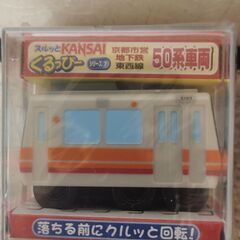 スルッとKANSAI
くるっぴー
シリーズ
京都市営
地下鉄
東西線
50系車両
落ちる前にクルッと回転!